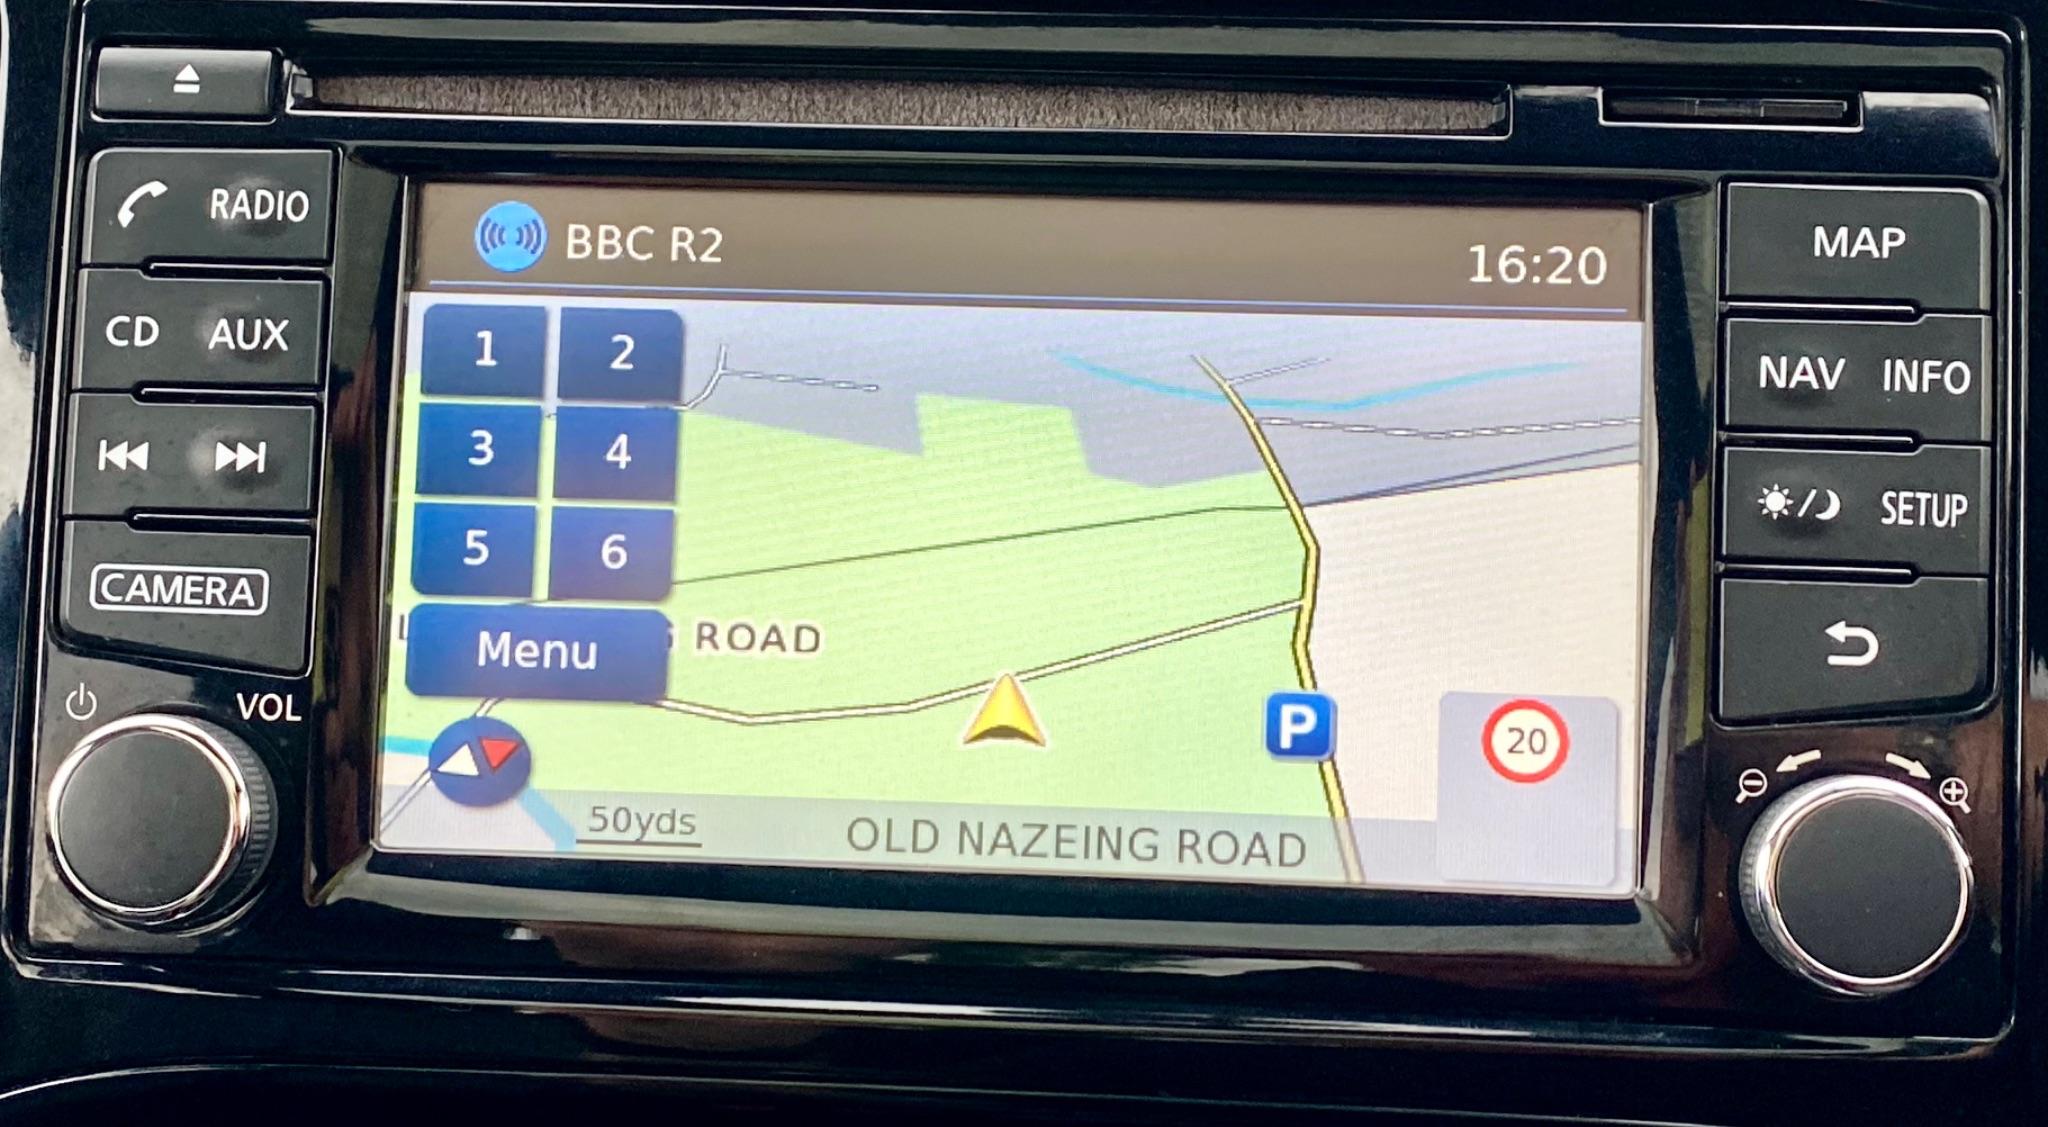 RADIO
BBC R2
16:20
MAP
CD AUX
1 2
3 4
5 6
NAV INFO
SETUP
CAMERA
Menu
ROAD
VOL
P
20
50yds
OLD NAZEING ROAD